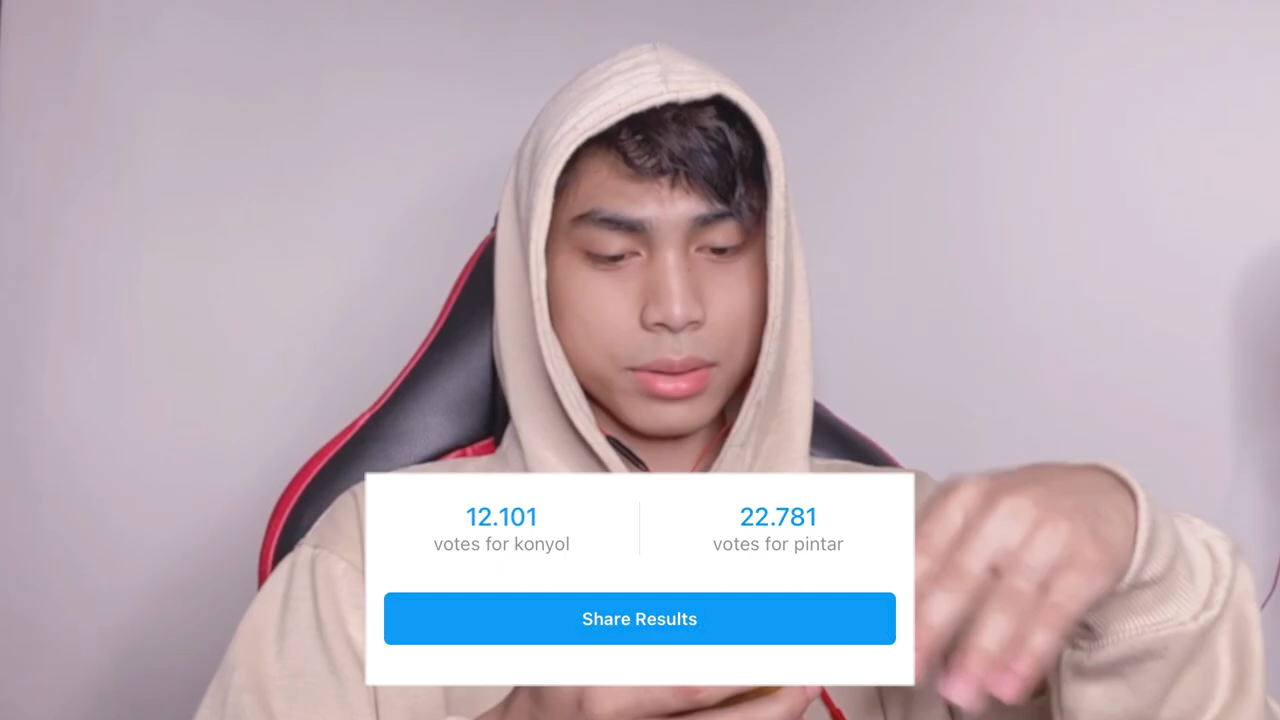 12.101
votes for konyol
22.781
votes for pintar
Share Results